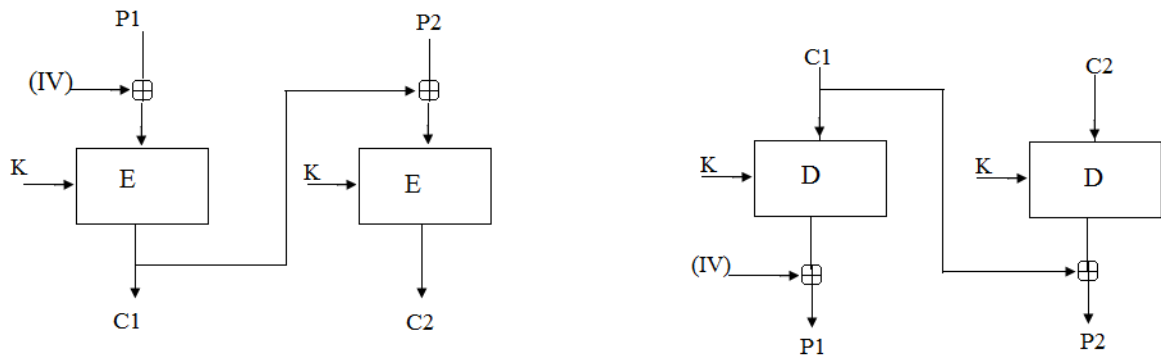 P1 P2
(IV)
K E K E
C1 C2
C1 C2
K D K D
(IV)
P1 P2